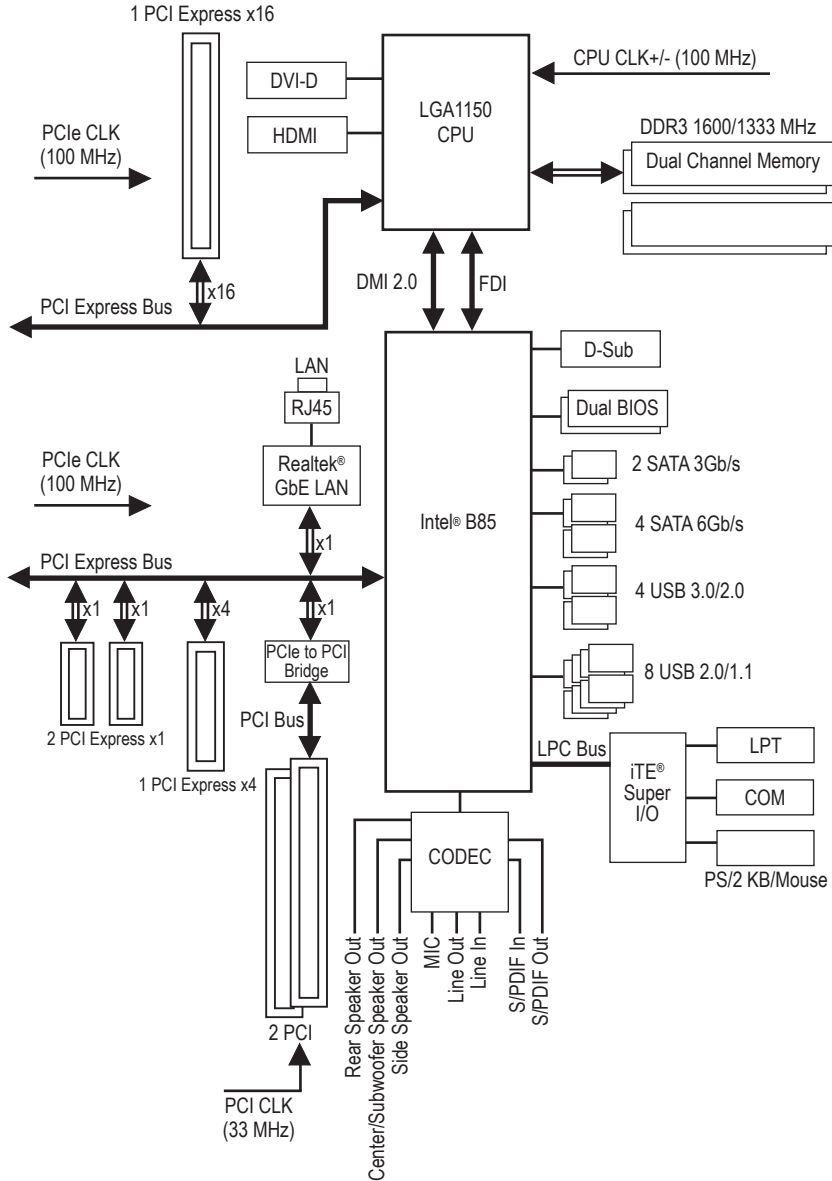 1 PCI Express x16
CPU CLK+/- (100 MHz)
DVI-D
LGA1150
CPU
HDMI
PCIe CLK
(100 MHz)
DDR3 1600/1333 MHz
Dual Channel Memory
DMI 2.0
FDI
x16
PCI Express Bus
D-Sub
LAN
RJ45
Dual BIOS
PCIe CLK
(100 MHz)
Realtek®
GbE LAN
2 SATA 3Gb/s
Intel® B85
4 SATA 6Gb/s
x1
PCI Express Bus
4 USB 3.0/2.0
x1
x1
x4
x1
PCIe to PCI
Bridge
8 USB 2.0/1.1
PCI Bus
2 PCI Express x1
LPC Bus
LPT
iTE®
Super
I/O
1 PCI Express x4
COM
CODEC
PS/2 KB/Mouse
Rear Speaker Out
Center/Subwoofer Speaker Out
Side Speaker Out
MIC
Line Out
Line In
S/PDIF In
S/PDIF Out
2 PCI
PCI CLK
(33 MHz)